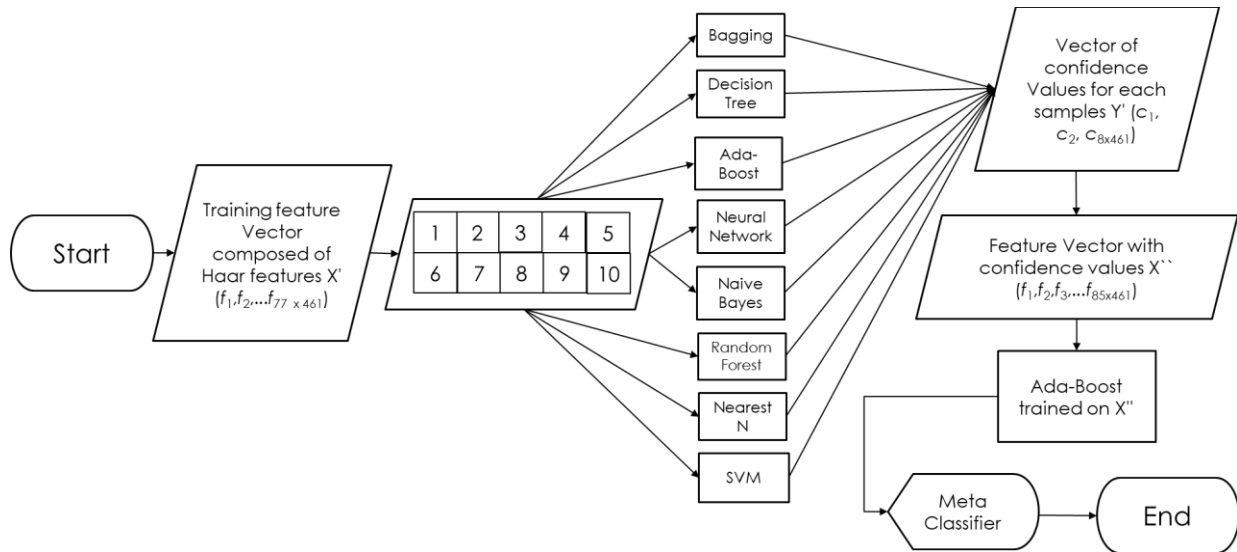 Start
Training feature
Vector
composed of
Haar features X'
(f₁,f₂,...f₇₇ ₓ ₄₆₁)
1 2 3 4 5
6 7 8 9 10
Bagging
Decision
Tree
Ada-
Boost
Neural
Network
Naive
Bayes
Random
Forest
Nearest
N
SVM
Vector of
confidence
Values for each
samples Y' (c₁,
c₂, c₈ₓ₄₆₁)
Feature Vector with
confidence values X``
(f₁,f₂,f₃,...f₈₅ₓ₄₆₁)
Ada-Boost
trained on X"
Meta
Classifier
End